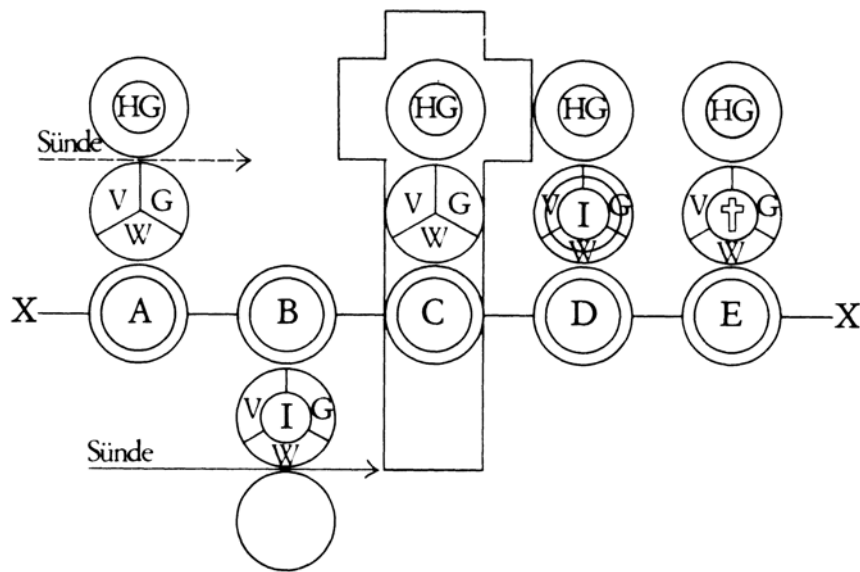 HG HG HG HG
Sünde
V G W V G W V I G W V G W
X A B C D E X
V I G W
Sünde